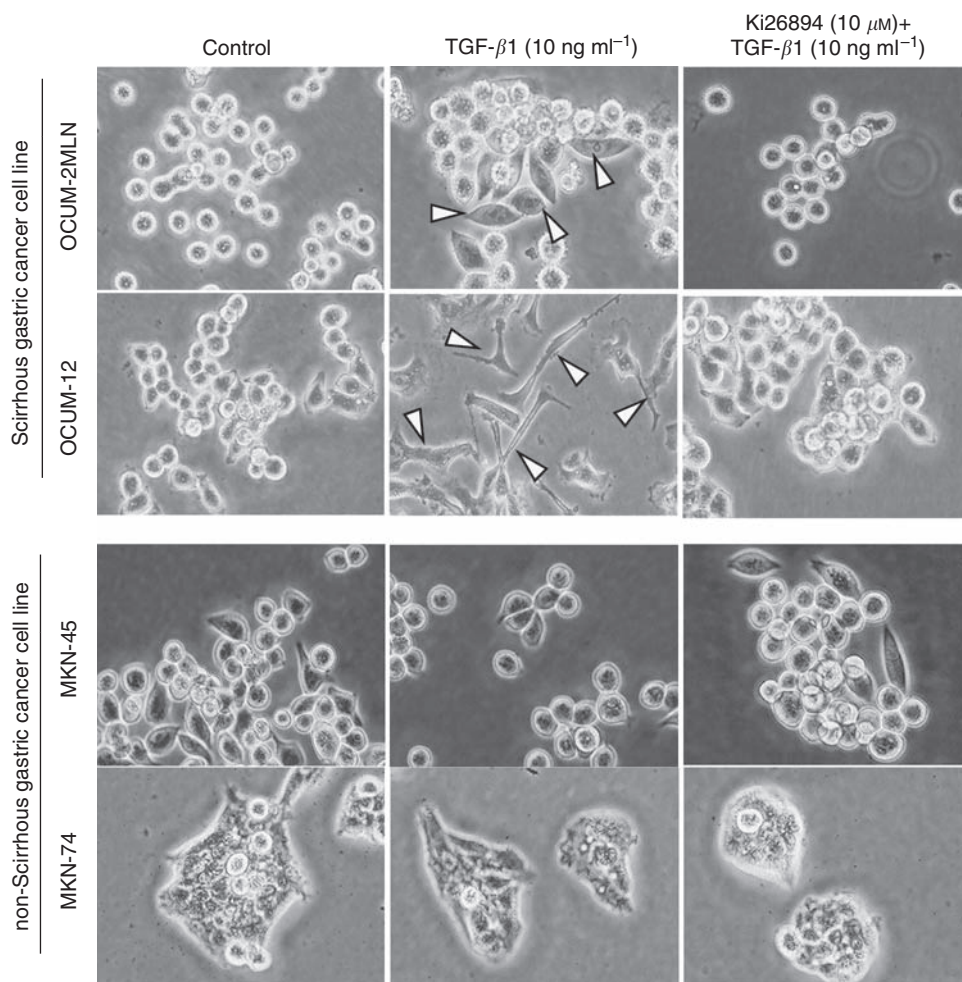 Control
TGF-β1 (10 ng ml⁻¹)
Ki26894 (10 μM)+
TGF-β1 (10 ng ml⁻¹)
Scirrhous gastric cancer cell line
OCUM-2MLN
OCUM-12
non-Scirrhous gastric cancer cell line
MKN-45
MKN-74